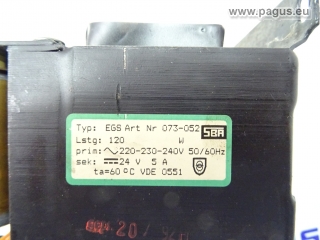 © www.pagus.eu
Typ: EGS Art Nr 073-052 SBA
Lstg: 120 W
prim: ~ 220-230-240V 50/60Hz
sek: ⎓ 24 V 5 A
ta=60°C VDE 0551